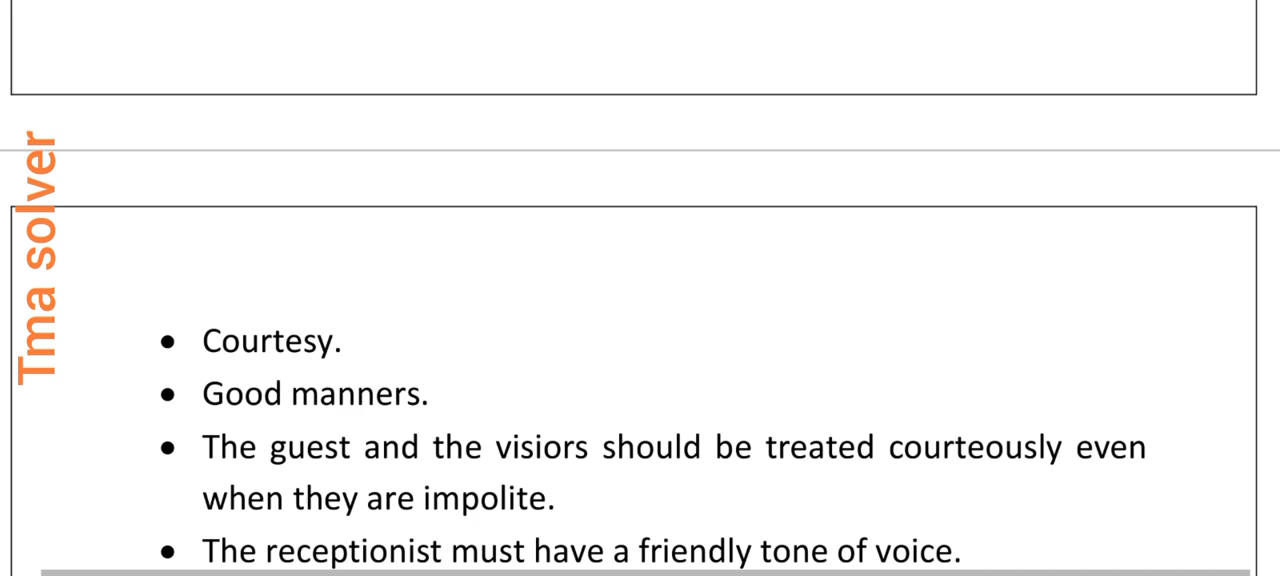 Tma solver
• Courtesy.
• Good manners.
• The guest and the visiors should be treated courteously even
when they are impolite.
• The receptionist must have a friendly tone of voice.